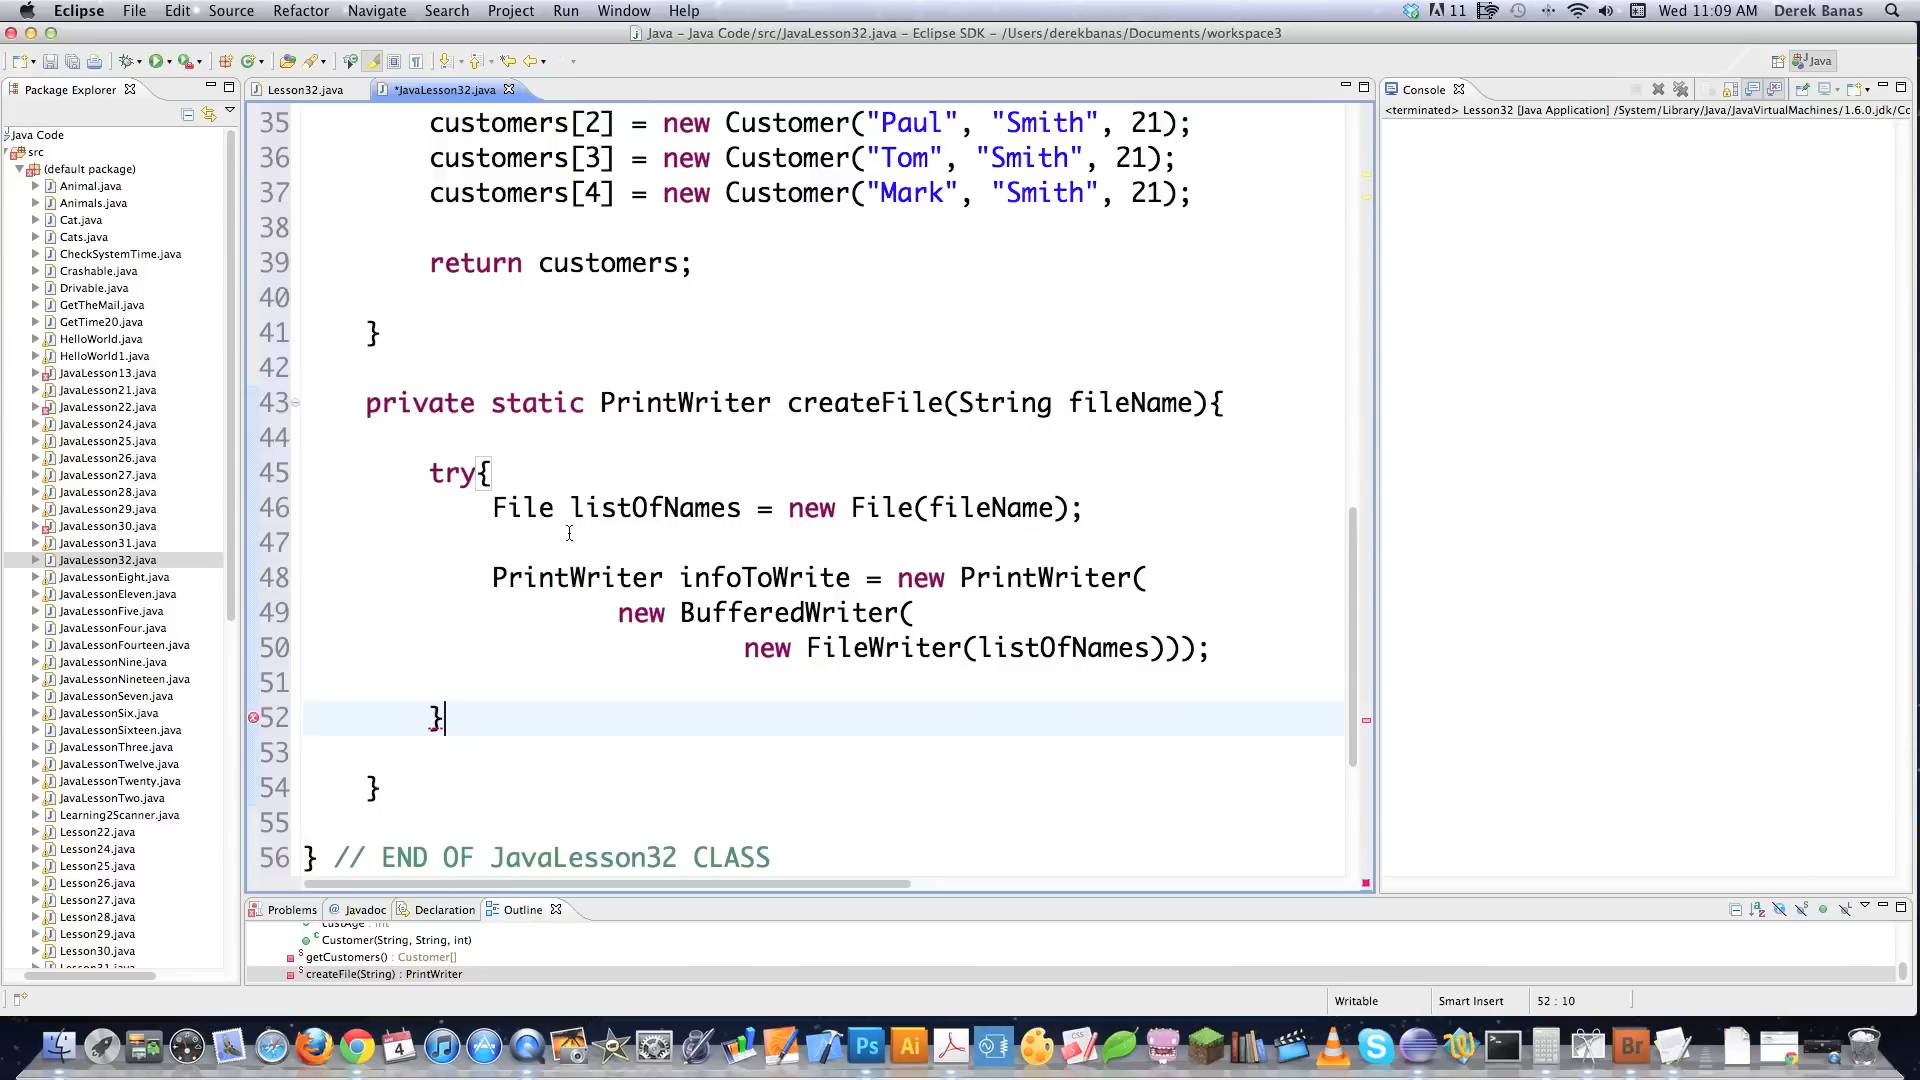 Eclipse File Edit Source Refactor Navigate Search Project Run Window Help 11 Wed 11:09 AM Derek Banas
Java – Java Code/src/JavaLesson32.java – Eclipse SDK – /Users/derekbanas/Documents/workspace3
Java
Package Explorer
Java Code
src
(default package)
Animal.java
Animals.java
Cat.java
Cats.java
CheckSystemTime.java
Crashable.java
Drivable.java
GetTheMail.java
GetTime20.java
HelloWorld.java
HelloWorld1.java
JavaLesson13.java
JavaLesson21.java
JavaLesson22.java
JavaLesson24.java
JavaLesson25.java
JavaLesson26.java
JavaLesson27.java
JavaLesson28.java
JavaLesson29.java
JavaLesson30.java
JavaLesson31.java
JavaLesson32.java
JavaLessonEight.java
JavaLessonEleven.java
JavaLessonFive.java
JavaLessonFour.java
JavaLessonFourteen.java
JavaLessonNine.java
JavaLessonNineteen.java
JavaLessonSeven.java
JavaLessonSix.java
JavaLessonSixteen.java
JavaLessonThree.java
JavaLessonTwelve.java
JavaLessonTwenty.java
JavaLessonTwo.java
Learning2Scanner.java
Lesson22.java
Lesson24.java
Lesson25.java
Lesson26.java
Lesson27.java
Lesson28.java
Lesson29.java
Lesson30.java
Lesson31.java
Lesson32.java *JavaLesson32.java
35 customers[2] = new Customer("Paul", "Smith", 21);
36 customers[3] = new Customer("Tom", "Smith", 21);
37 customers[4] = new Customer("Mark", "Smith", 21);
38
39 return customers;
40
41 }
42
43 private static PrintWriter createFile(String fileName){
44
45 try{
46 File listOfNames = new File(fileName);
47
48 PrintWriter infoToWrite = new PrintWriter(
49 new BufferedWriter(
50 new FileWriter(listOfNames)));
51
52 }
53
54 }
55
56 } // END OF JavaLesson32 CLASS
Console
<terminated> Lesson32 [Java Application] /System/Library/Java/JavaVirtualMachines/1.6.0.jdk/Co
Problems @ Javadoc Declaration Outline
custAge : int
Customer(String, String, int)
getCustomers() : Customer[]
createFile(String) : PrintWriter
Writable Smart Insert 52 : 10
4 Ps Ai Br